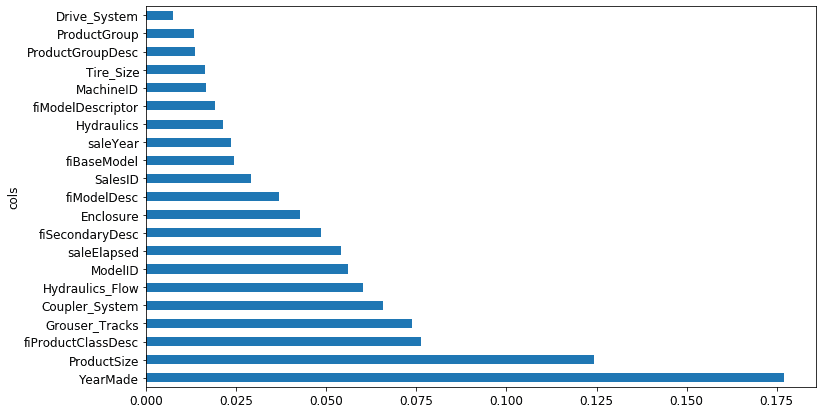 Drive_System
ProductGroup
ProductGroupDesc
Tire_Size
MachineID
fiModelDescriptor
Hydraulics
saleYear
fiBaseModel
SalesID
fiModelDesc
Enclosure
fiSecondaryDesc
saleElapsed
ModelID
Hydraulics_Flow
Coupler_System
Grouser_Tracks
fiProductClassDesc
ProductSize
YearMade
cols
0.000 0.025 0.050 0.075 0.100 0.125 0.150 0.175